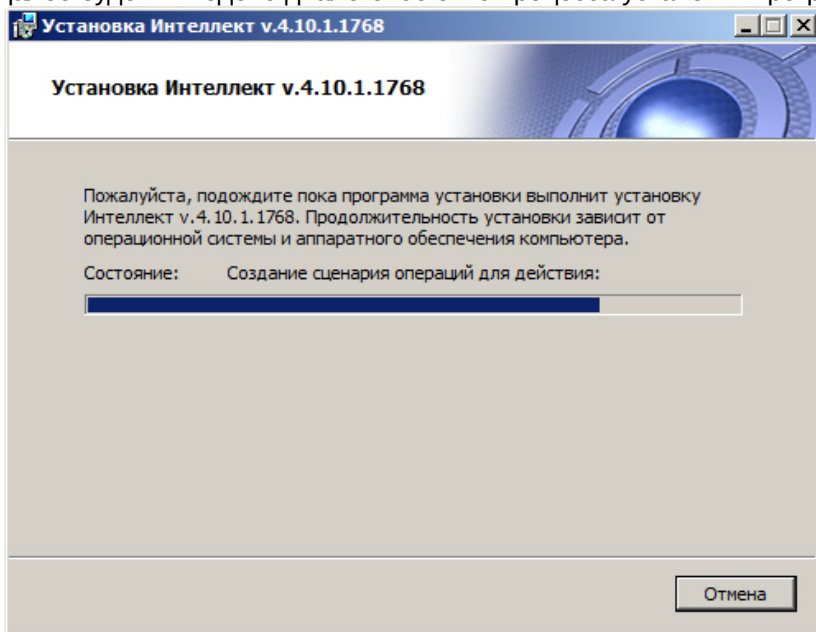 Установка Интеллект v.4.10.1.1768
Установка Интеллект v.4.10.1.1768
Пожалуйста, подождите пока программа установки выполнит установку
Интеллект v.4.10.1.1768. Продолжительность установки зависит от
операционной системы и аппаратного обеспечения компьютера.
Состояние: Создание сценария операций для действия:
Отмена